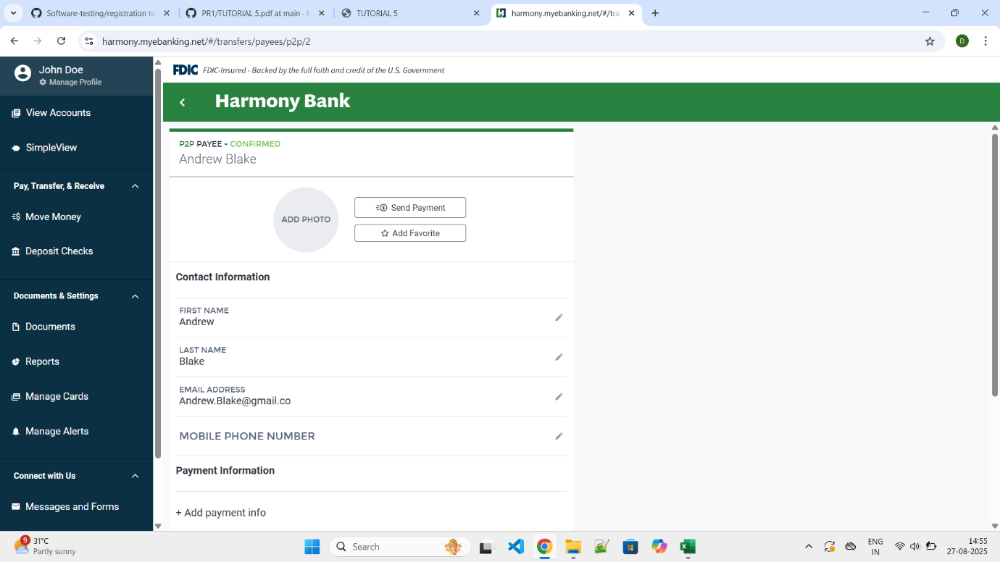 Software-testing/registration te
PR1/TUTORIAL 5.pdf at main · M
TUTORIAL 5
harmony.myebanking.net/#/tra
harmony.myebanking.net/#/transfers/payees/p2p/2
D
John Doe
Manage Profile
View Accounts
SimpleView
Pay, Transfer, & Receive
Move Money
Deposit Checks
Documents & Settings
Documents
Reports
Manage Cards
Manage Alerts
Connect with Us
Messages and Forms
FDIC FDIC-Insured - Backed by the full faith and credit of the U.S. Government
Harmony Bank
P2P PAYEE - CONFIRMED
Andrew Blake
ADD PHOTO
Send Payment
Add Favorite
Contact Information
FIRST NAME
Andrew
LAST NAME
Blake
EMAIL ADDRESS
Andrew.Blake@gmail.co
MOBILE PHONE NUMBER
Payment Information
+ Add payment info
9
31°C
Partly sunny
Search
ENG
IN
14:55
27-08-2025